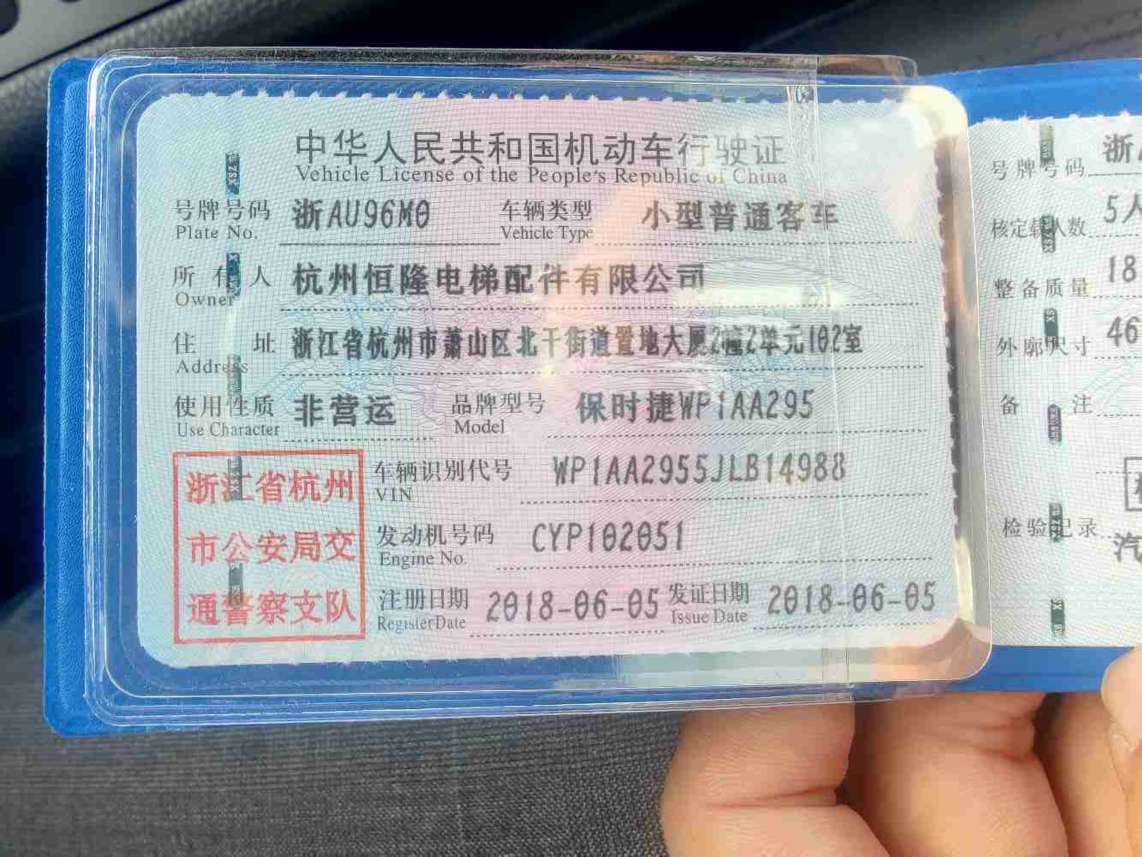 中华人民共和国机动车行驶证
Vehicle License of the People's Republic of China
号牌号码 浙AU96M0 车辆类型 小型普通客车
Plate No. Vehicle Type
所有人 杭州恒隆电梯配件有限公司
Owner
住址 浙江省杭州市萧山区北干街道置地大厦2幢2单元102室
Address
使用性质 非营运 品牌型号 保时捷WP1AA295
Use Character Model
车辆识别代号 WP1AA2955JLB14988
VIN
发动机号码 CYP102051
Engine No.
注册日期 2018-06-05 发证日期 2018-06-05
Register Date Issue Date
浙江省杭州
市公安局交
通警察支队
号牌号码 浙
核定载人数 5人
整备质量 18
外廓尺寸 46
备注
检验记录
汽